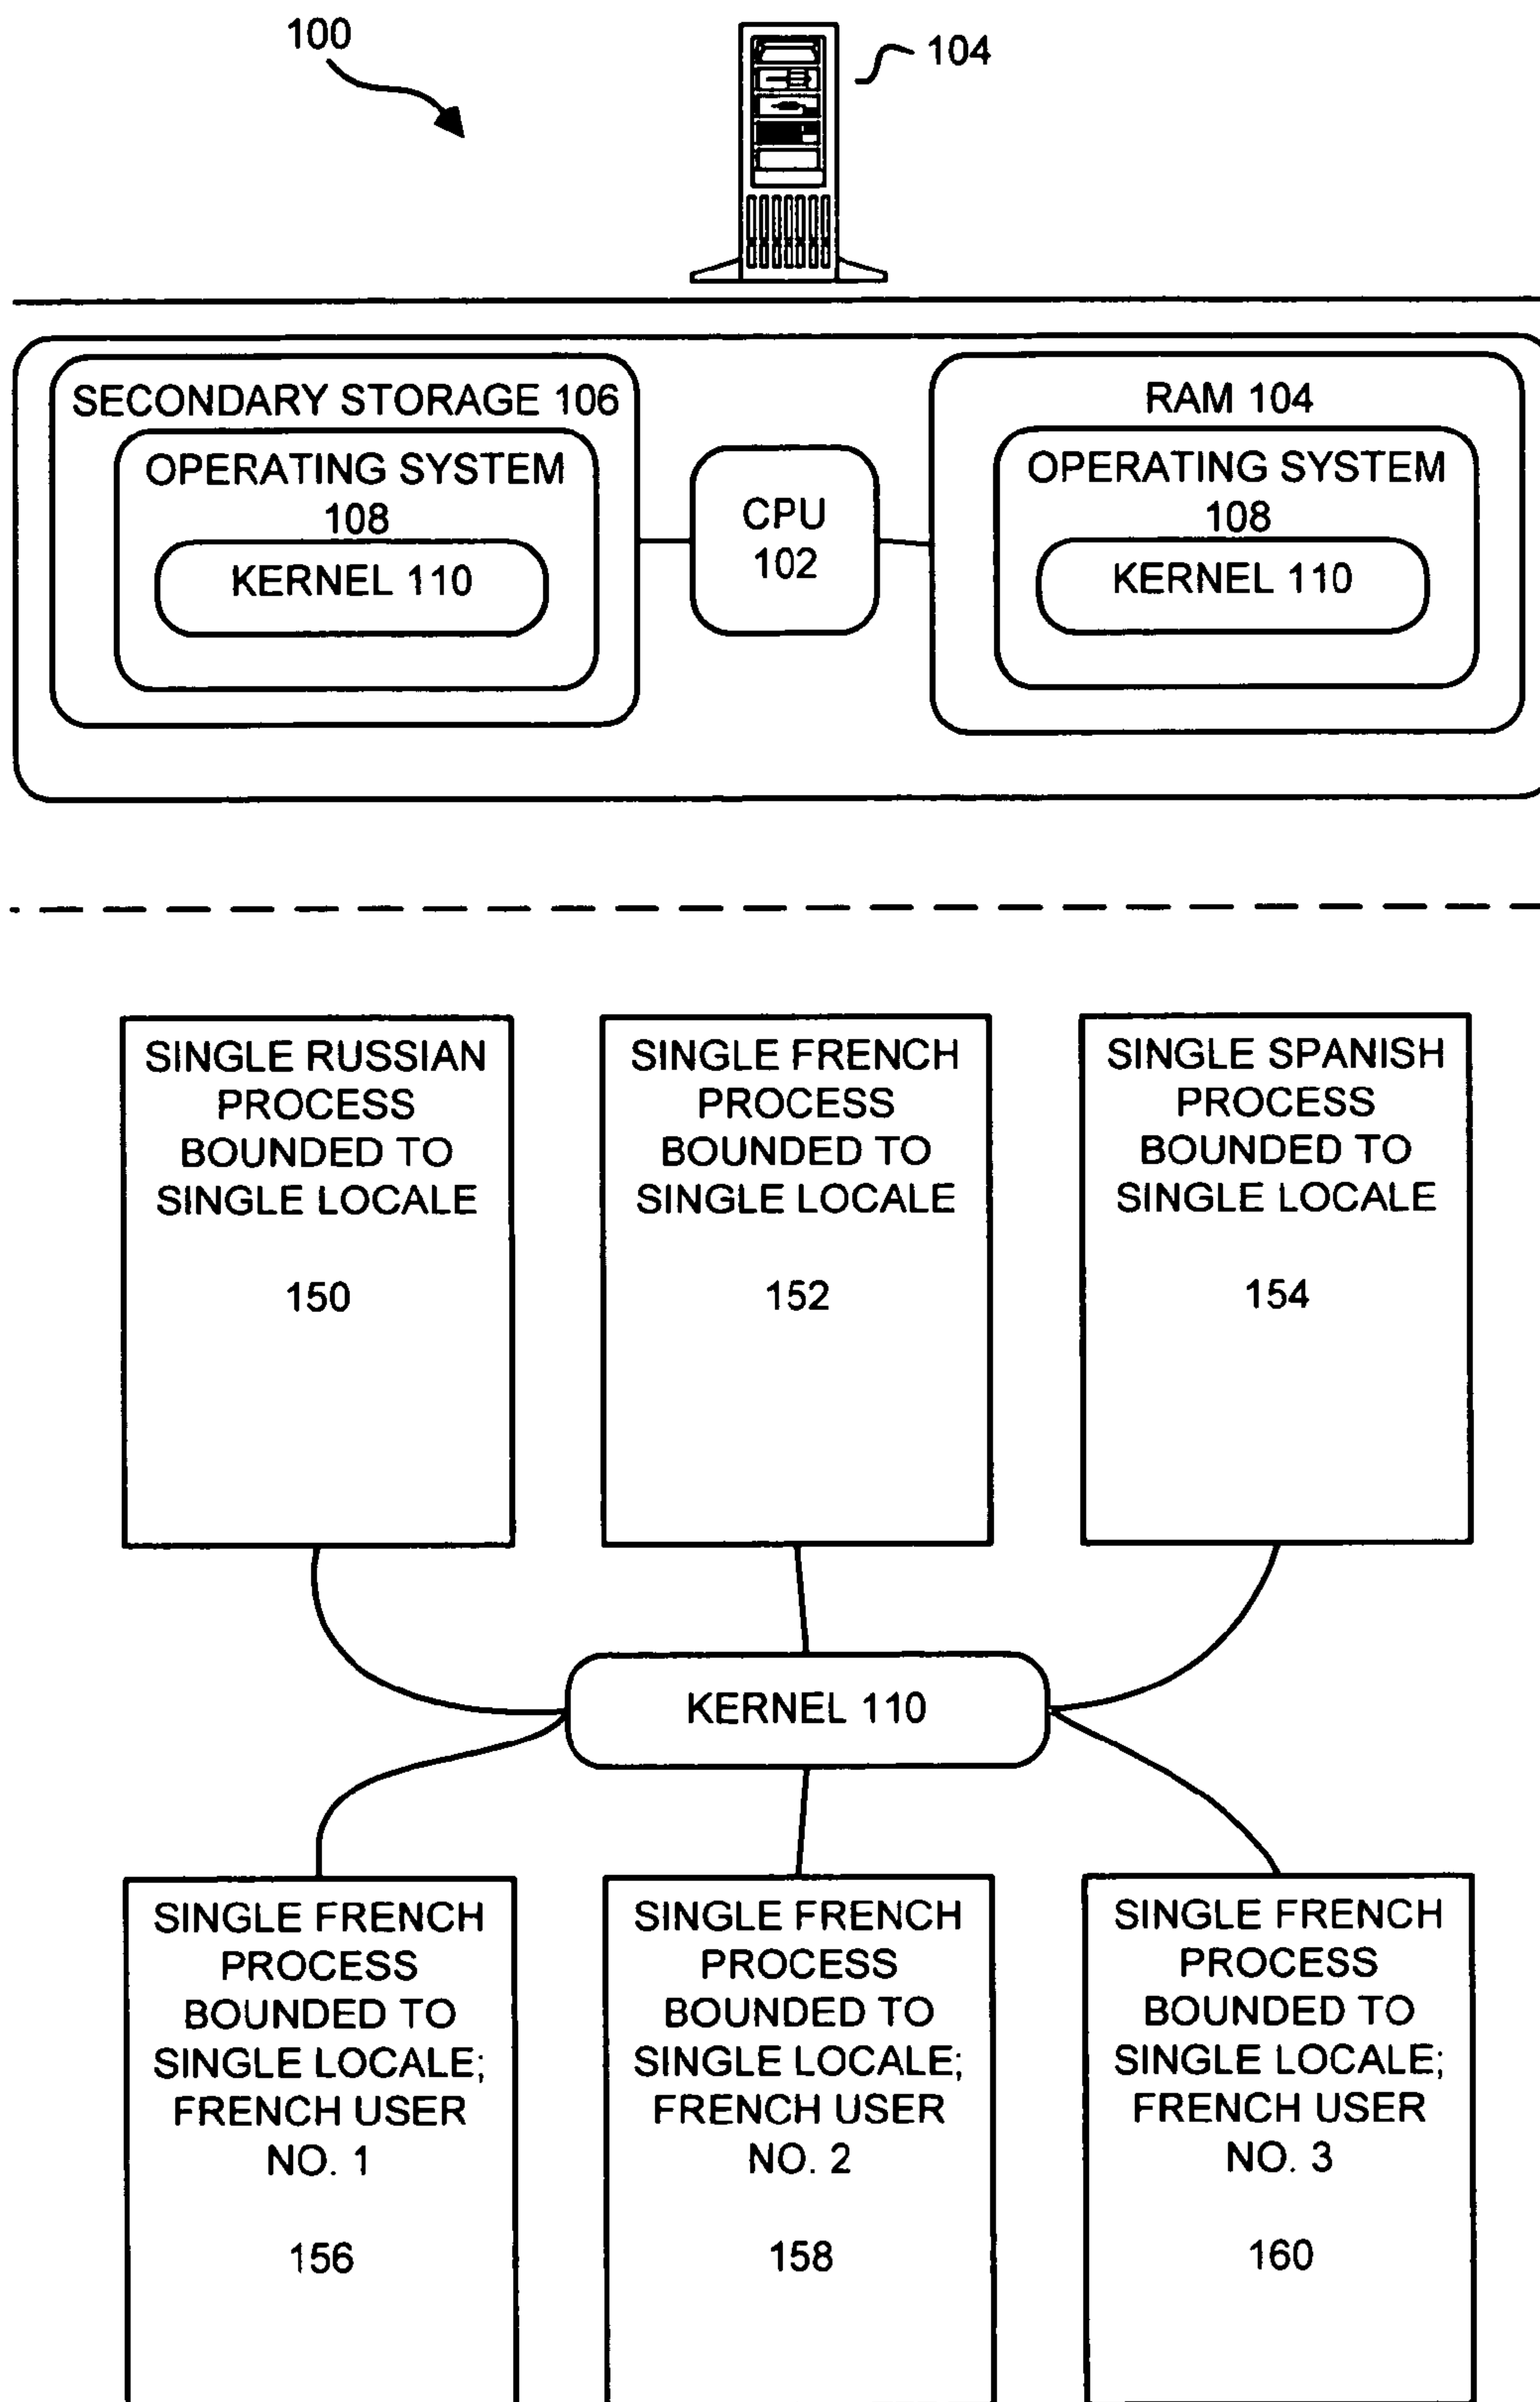 100
104
SECONDARY STORAGE 106
OPERATING SYSTEM
108
KERNEL 110
CPU
102
RAM 104
OPERATING SYSTEM
108
KERNEL 110
SINGLE RUSSIAN
PROCESS
BOUNDED TO
SINGLE LOCALE
150
SINGLE FRENCH
PROCESS
BOUNDED TO
SINGLE LOCALE
152
SINGLE SPANISH
PROCESS
BOUNDED TO
SINGLE LOCALE
154
KERNEL 110
SINGLE FRENCH
PROCESS
BOUNDED TO
SINGLE LOCALE;
FRENCH USER
NO. 1
156
SINGLE FRENCH
PROCESS
BOUNDED TO
SINGLE LOCALE;
FRENCH USER
NO. 2
158
SINGLE FRENCH
PROCESS
BOUNDED TO
SINGLE LOCALE;
FRENCH USER
NO. 3
160